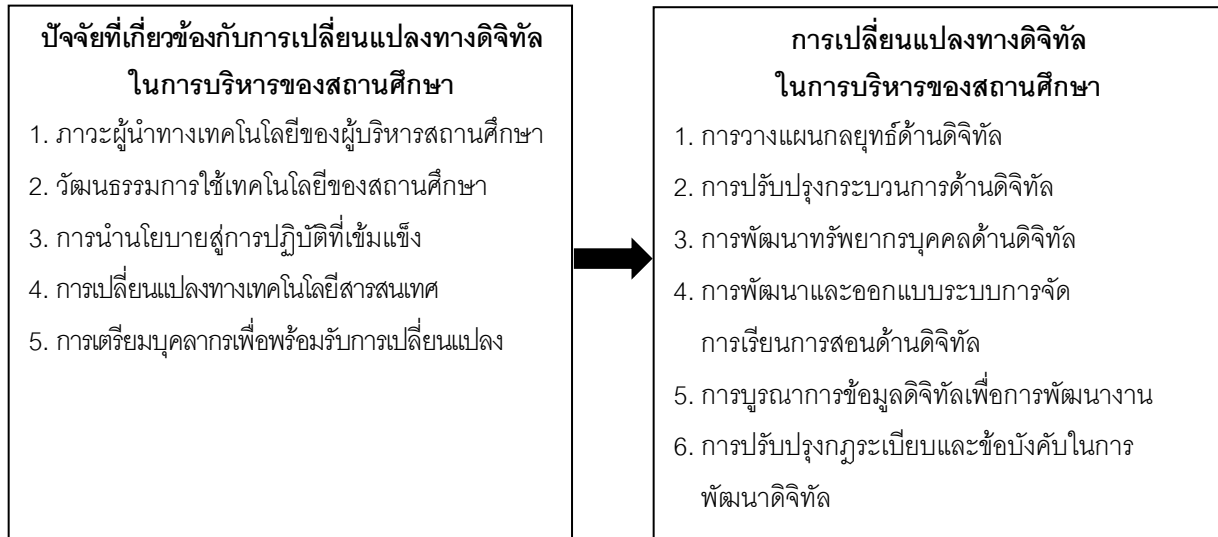 ปัจจัยที่เกี่ยวข้องกับการเปลี่ยนแปลงทางดิจิทัล
ในการบริหารของสถานศึกษา
1. ภาวะผู้นำทางเทคโนโลยีของผู้บริหารสถานศึกษา
2. วัฒนธรรมการใช้เทคโนโลยีของสถานศึกษา
3. การนำนโยบายสู่การปฏิบัติที่เข้มแข็ง
4. การเปลี่ยนแปลงทางเทคโนโลยีสารสนเทศ
5. การเตรียมบุคลากรเพื่อพร้อมรับการเปลี่ยนแปลง
การเปลี่ยนแปลงทางดิจิทัล
ในการบริหารของสถานศึกษา
1. การวางแผนกลยุทธ์ด้านดิจิทัล
2. การปรับปรุงกระบวนการด้านดิจิทัล
3. การพัฒนาทรัพยากรบุคคลด้านดิจิทัล
4. การพัฒนาและออกแบบระบบการจัด
การเรียนการสอนด้านดิจิทัล
5. การบูรณาการข้อมูลดิจิทัลเพื่อการพัฒนางาน
6. การปรับปรุงกฎระเบียบและข้อบังคับในการ
พัฒนาดิจิทัล